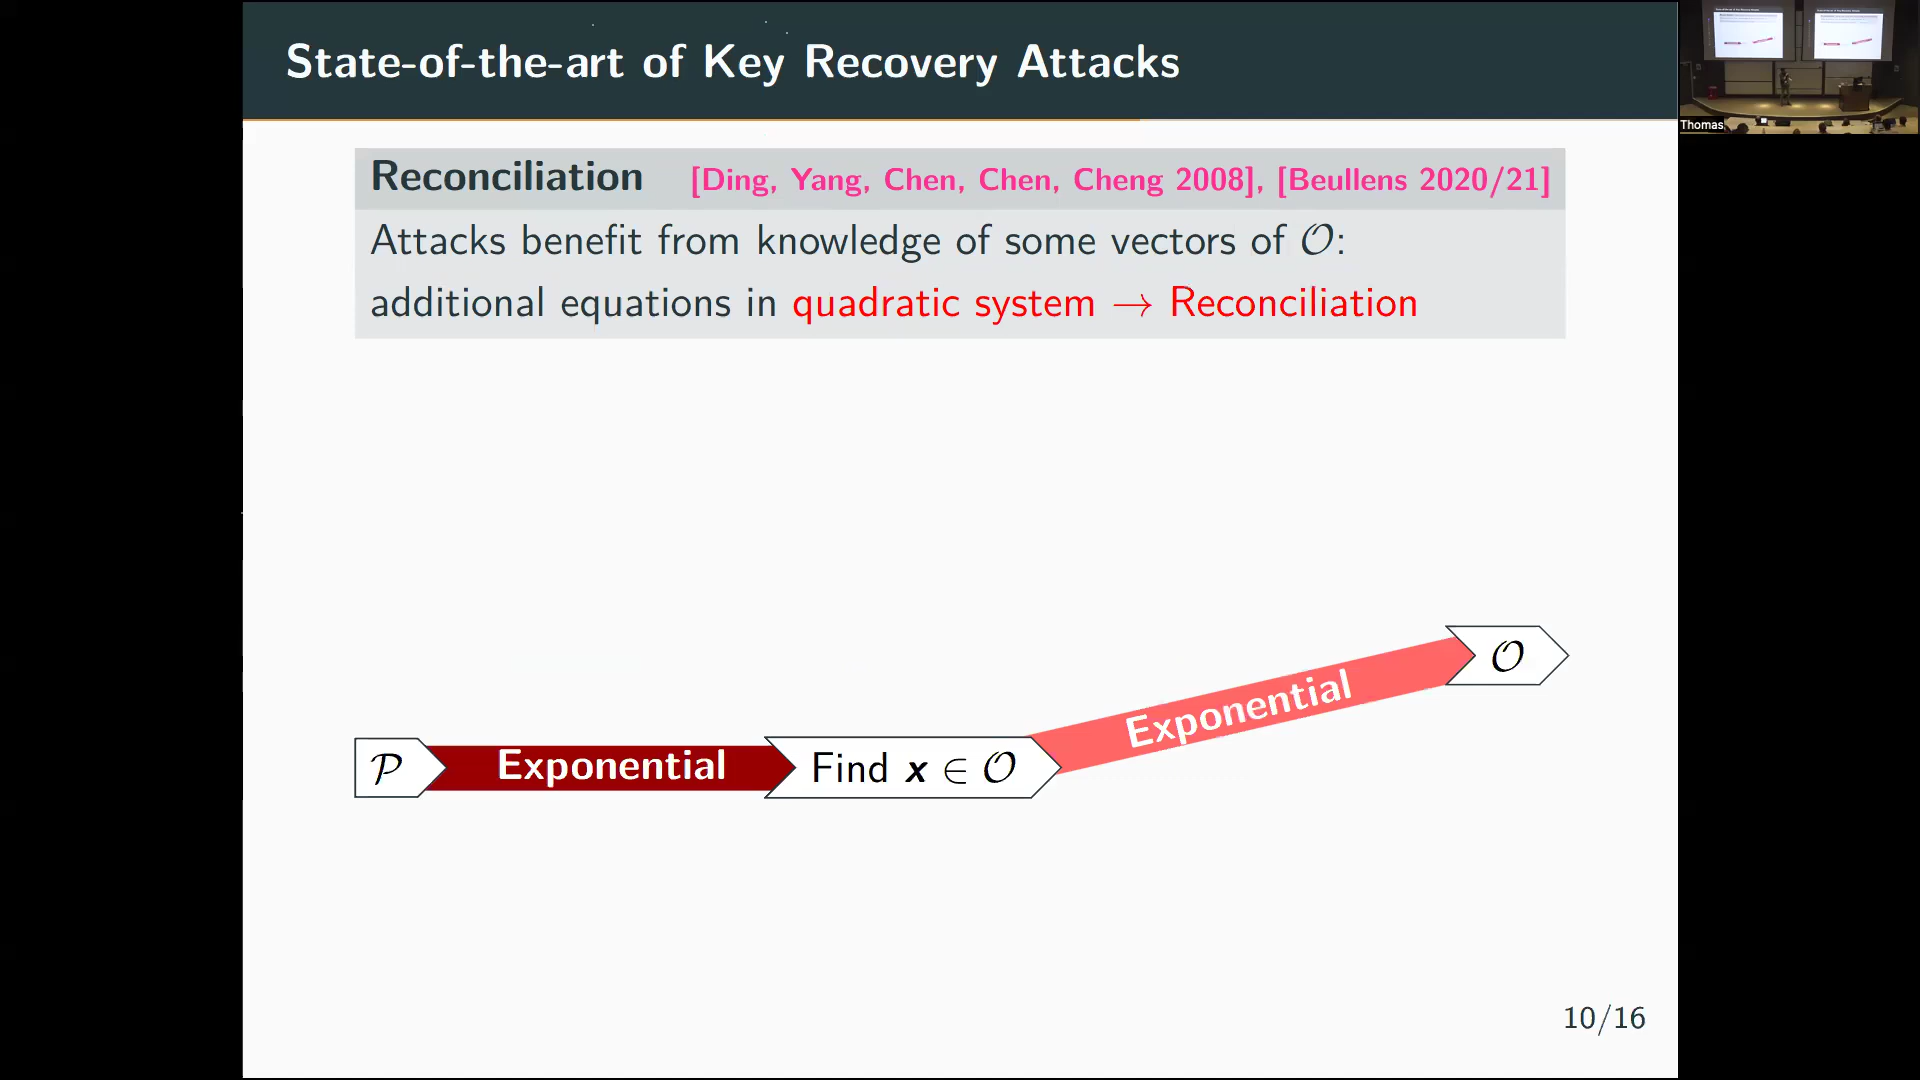 State-of-the-art of Key Recovery Attacks
Thomas
Reconciliation [Ding, Yang, Chen, Chen, Cheng 2008], [Beullens 2020/21]
Attacks benefit from knowledge of some vectors of 𝒪:
additional equations in quadratic system → Reconciliation
𝒪
Exponential
𝒫 Exponential Find 𝒙 ∈ 𝒪
10/16